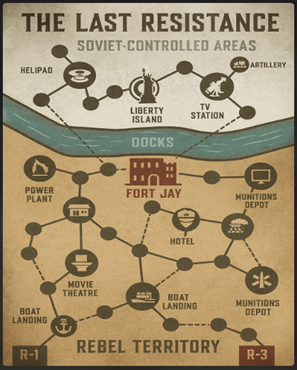 THE LAST RESISTANCE
SOVIET-CONTROLLED AREAS
HELIPAD
ARTILLERY
LIBERTY
ISLAND
TV
STATION
DOCKS
POWER
PLANT
FORT JAY
MUNITIONS
DEPOT
HOTEL
MOVIE
THEATRE
BOAT
LANDING
BOAT
LANDING
MUNITIONS
DEPOT
REBEL TERRITORY
R-1
R-3